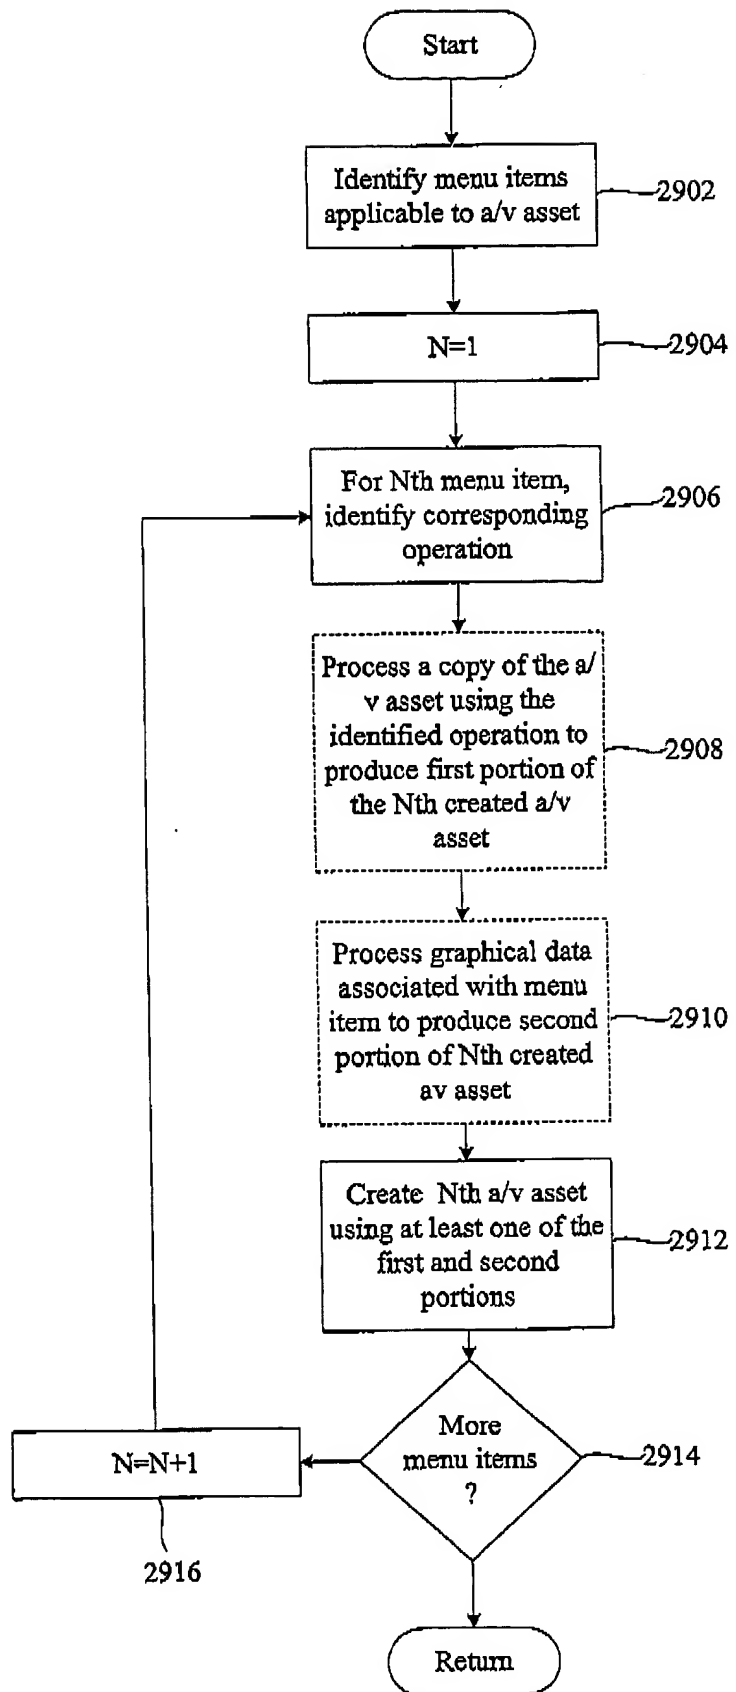 Start
Identify menu items
applicable to a/v asset
2902
N=1
2904
For Nth menu item,
identify corresponding
operation
2906
Process a copy of the a/
v asset using the
identified operation to
produce first portion of
the Nth created a/v
asset
2908
Process graphical data
associated with menu
item to produce second
portion of Nth created
av asset
2910
Create Nth a/v asset
using at least one of the
first and second
portions
2912
More
menu items
?
2914
N=N+1
2916
Return